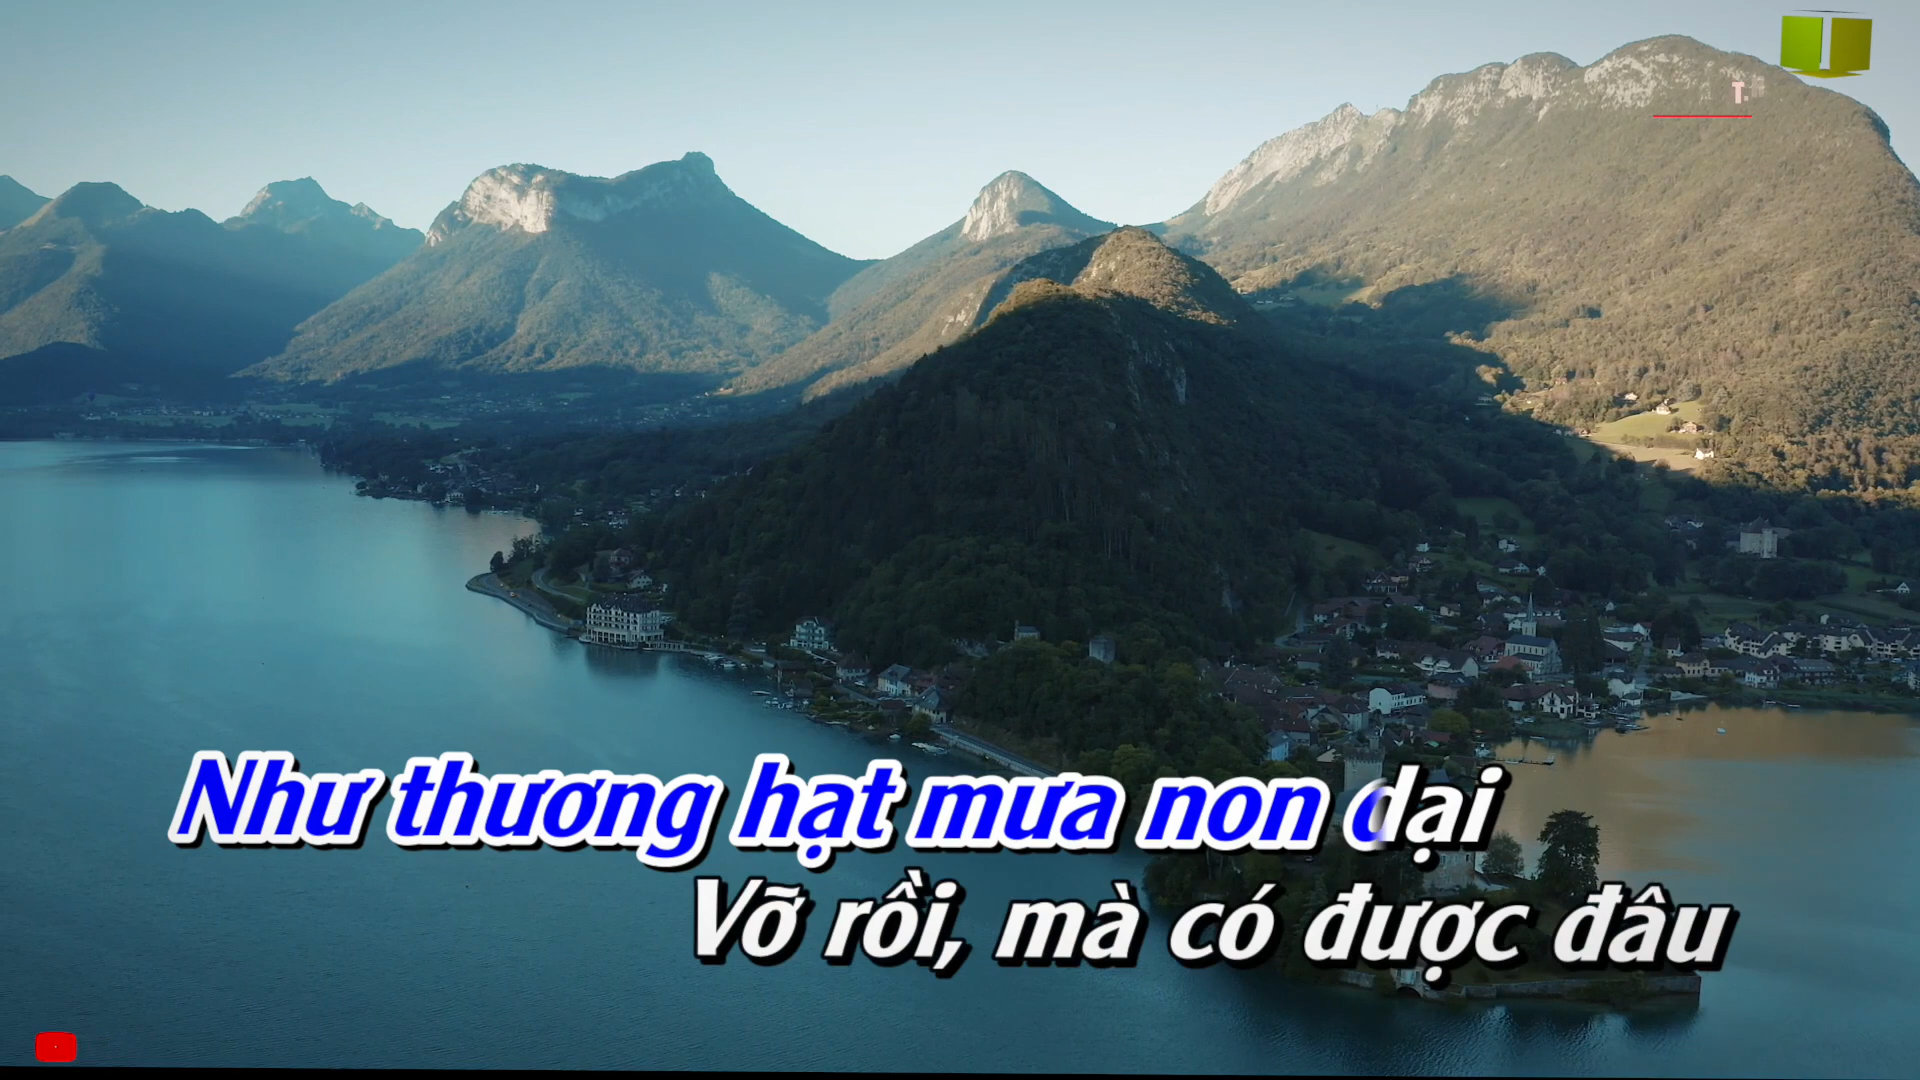 T.
Như thương hạt mưa non dại
Vỡ rồi, mà có được đâu